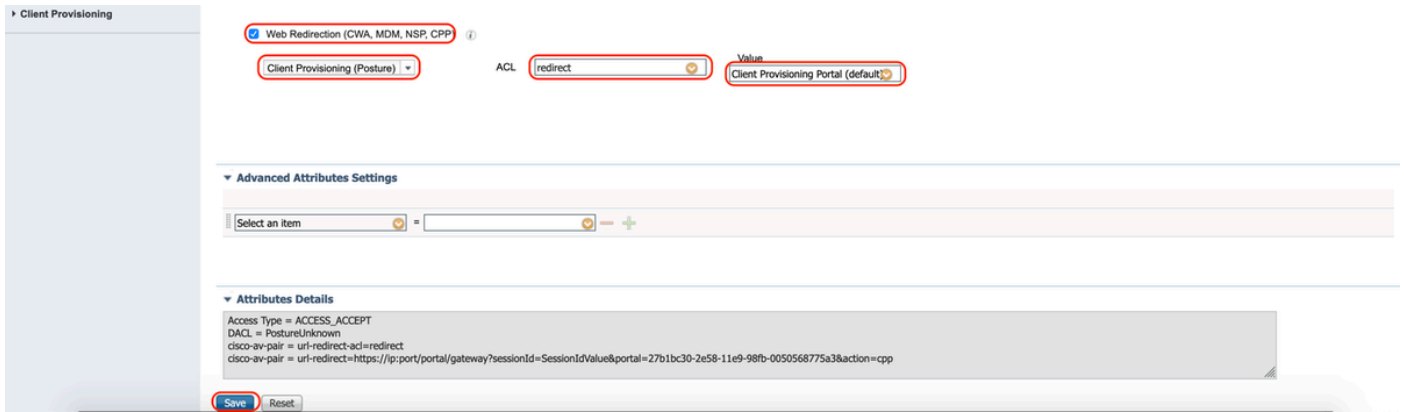 Client Provisioning
Web Redirection (CWA, MDM, NSP, CPP)
Client Provisioning (Posture)
ACL
redirect
Value
Client Provisioning Portal (default)
Advanced Attributes Settings
Select an item
=
Attributes Details
Access Type = ACCESS_ACCEPT
DACL = PostureUnknown
cisco-av-pair = url-redirect-acl=redirect
cisco-av-pair = url-redirect=https://ip:port/portal/gateway?sessionId=SessionIdValue&portal=27b1bc30-2e58-11e9-98fb-0050568775a3&action=cpp
Save Reset